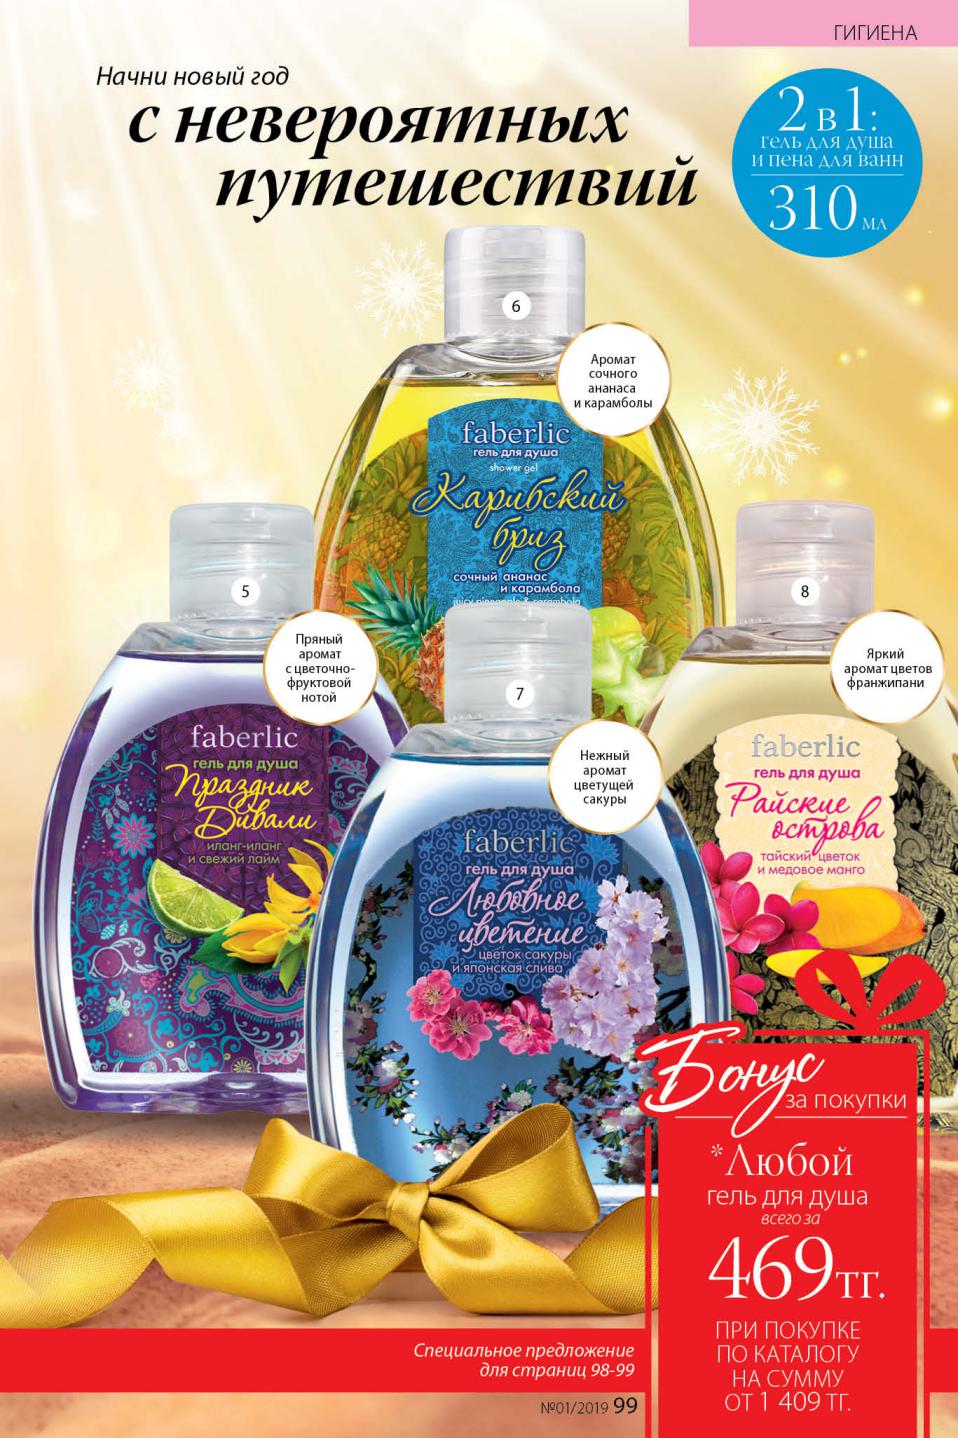 ГИГИЕНА
Начни новый год
с невероятных
путешествий
2 в 1:
гель для душа
и пена для ванн
310 мл
6
Аромат
сочного
ананаса
и карамболы
faberlic
гель для душа
shower gel
Карибский
бриз
сочный ананас
и карамбола
juicy pineapple & carambola
5
Пряный
аромат
с цветочно-
фруктовой
нотой
faberlic
гель для душа
Праздник
Дивали
иланг-иланг
и свежий лайм
7
Нежный
аромат
цветущей
сакуры
faberlic
гель для душа
Любовное
цветение
цветок сакуры
и японская слива
8
Яркий
аромат цветов
франжипани
faberlic
гель для душа
Райские
острова
тайский цветок
и медовое манго
Бонус
за покупки
*Любой
гель для душа
всего за
469 тг.
ПРИ ПОКУПКЕ
ПО КАТАЛОГУ
НА СУММУ
ОТ 1 409 ТГ.
Специальное предложение
для страниц 98-99
№01/2019 99